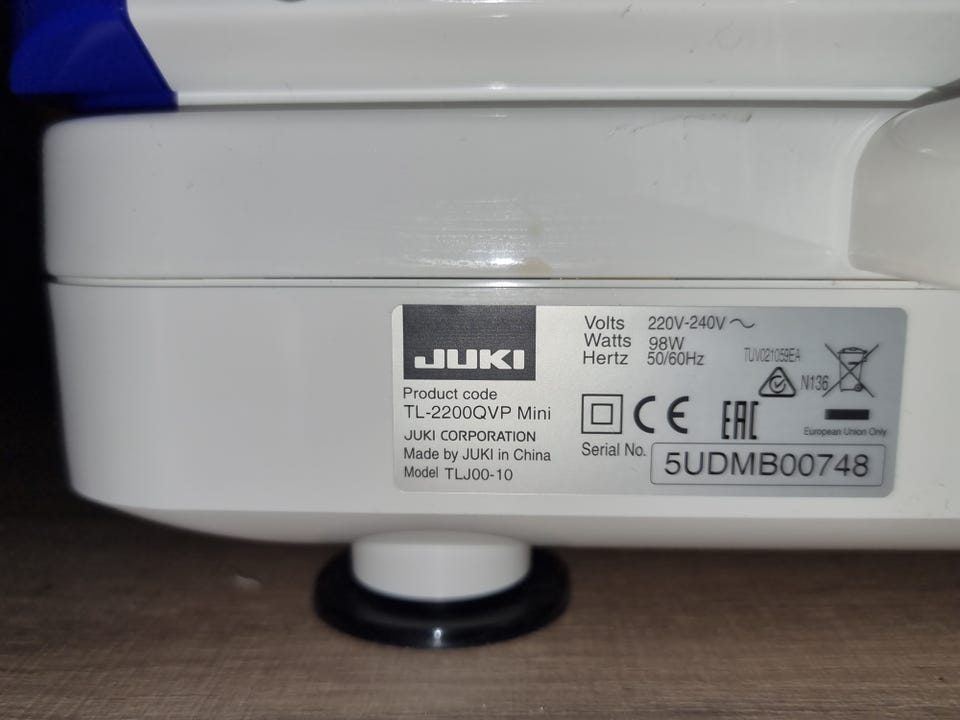 JUKI
Product code
TL-2200QVP Mini
JUKI CORPORATION
Made by JUKI in China
Model TLJ00-10
Volts 220V-240V
Watts 98W
Hertz 50/60Hz
TUV021059EA
N136
CE EAC
European Union Only
Serial No. 5UDMB00748